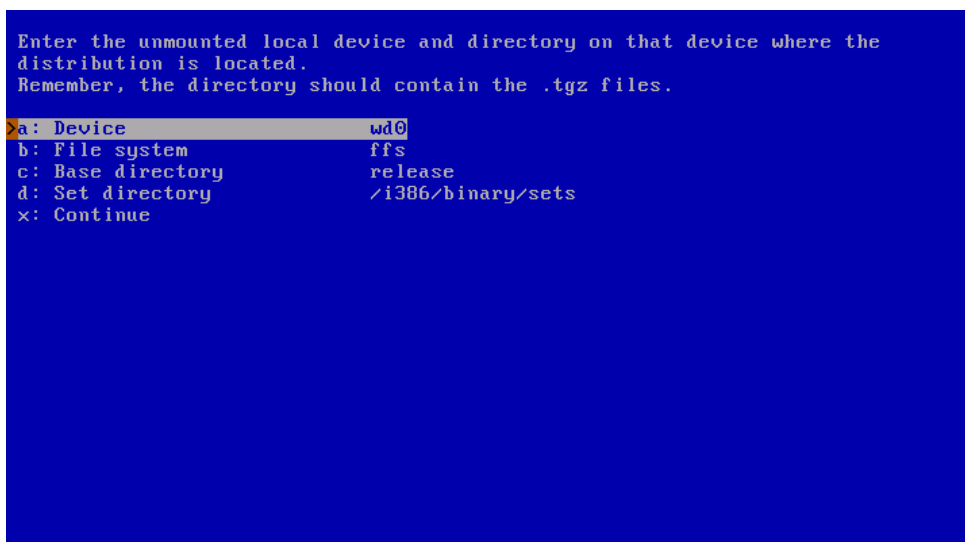 Enter the unmounted local device and directory on that device where the
distribution is located.
Remember, the directory should contain the .tgz files.
>a: Device wd0
b: File system ffs
c: Base directory release
d: Set directory /i386/binary/sets
x: Continue